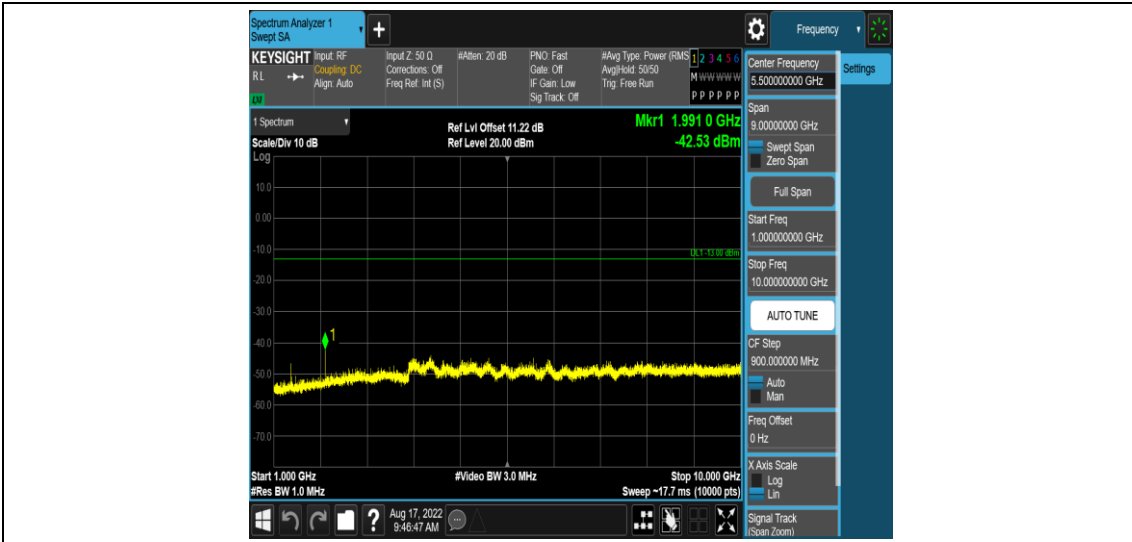 Spectrum Analyzer 1
Swept SA
+
Frequency
KEYSIGHT
RL
LXI
Input: RF
Coupling: DC
Align: Auto
Input Z: 50 Ω
Corrections: Off
Freq Ref: Int (S)
#Atten: 20 dB
PNO: Fast
Gate: Off
IF Gain: Low
Sig Track: Off
#Avg Type: Power (RMS
Avg|Hold: 50/50
Trig: Free Run
1 2 3 4 5 6
M W W W W W
P P P P P P
1 Spectrum
Scale/Div 10 dB
Ref Lvl Offset 11.22 dB
Ref Level 20.00 dBm
Mkr1 1.991 0 GHz
-42.53 dBm
Log
10.0
0.00
-10.0
DL1 -13.00 dBm
-20.0
-30.0
1
-40.0
-50.0
-60.0
-70.0
Start 1.000 GHz
#Video BW 3.0 MHz
Stop 10.000 GHz
#Res BW 1.0 MHz
Sweep ~17.7 ms (10000 pts)
?
Aug 17, 2022
9:46:47 AM
Center Frequency
5.500000000 GHz
Settings
Span
9.00000000 GHz
Swept Span
Zero Span
Full Span
Start Freq
1.000000000 GHz
Stop Freq
10.000000000 GHz
AUTO TUNE
CF Step
900.000000 MHz
Auto
Man
Freq Offset
0 Hz
X Axis Scale
Log
Lin
Signal Track
(Span Zoom)